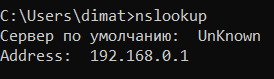 C:\Users\dimat>nslookup
Сервер по умолчанию:  UnKnown
Address:  192.168.0.1